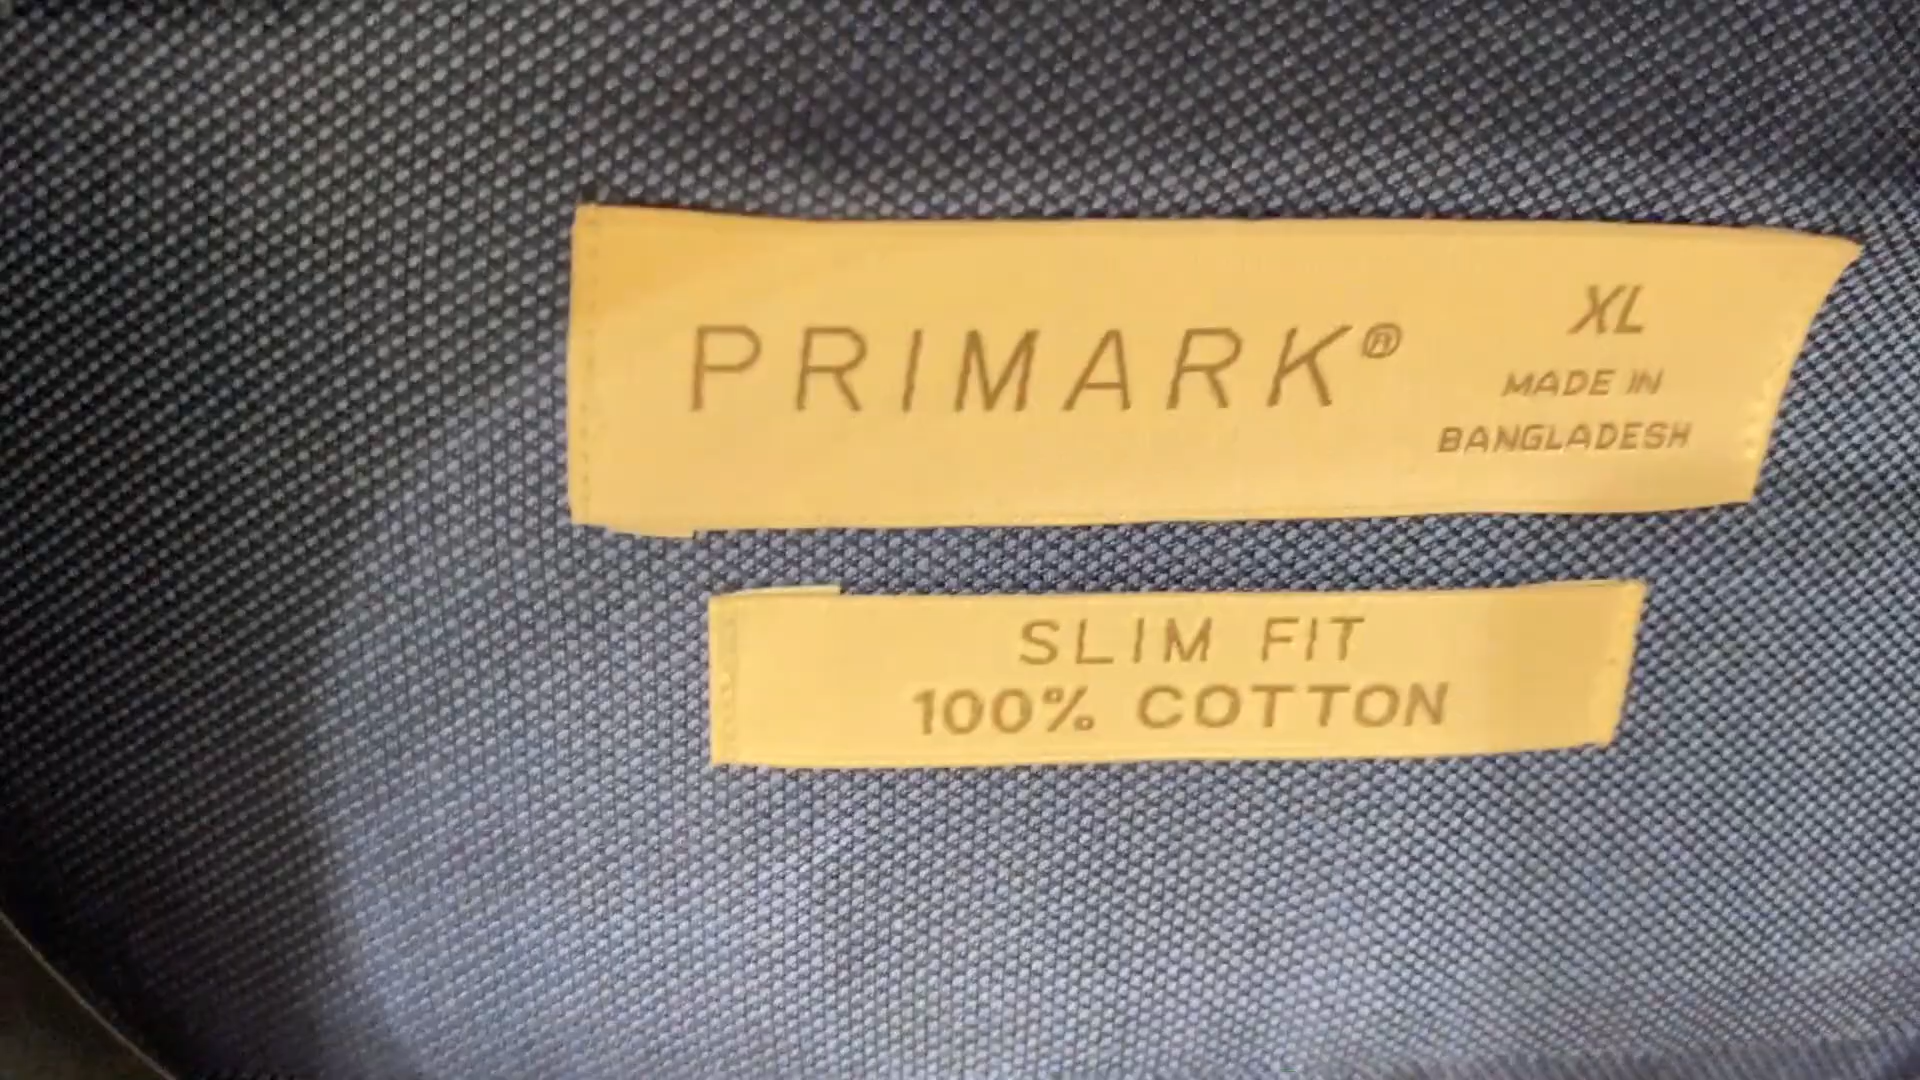 PRIMARK®
XL
MADE IN
BANGLADESH
SLIM FIT
100% COTTON